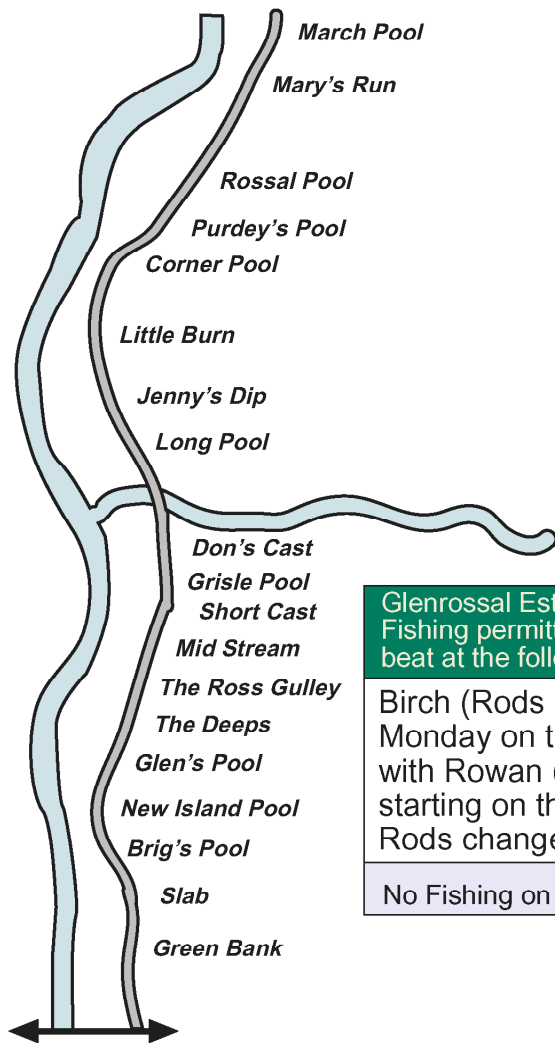 March Pool
Mary's Run
Rossal Pool
Purdey's Pool
Corner Pool
Little Burn
Jenny's Dip
Long Pool
Don's Cast
Grisle Pool
Short Cast
Mid Stream
The Ross Gulley
The Deeps
Glen's Pool
New Island Pool
Brig's Pool
Slab
Green Bank
Glenrossal Est
Fishing permitt
beat at the follo
Birch (Rods
Monday on t
with Rowan (
starting on th
Rods change
No Fishing on